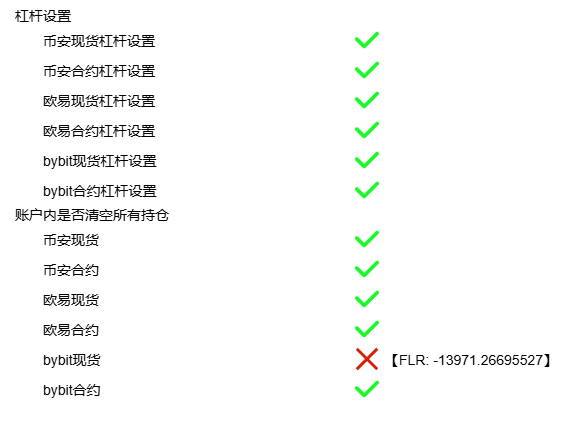 杠杆设置
币安现货杠杆设置
币安合约杠杆设置
欧易现货杠杆设置
欧易合约杠杆设置
bybit现货杠杆设置
bybit合约杠杆设置
账户内是否清空所有持仓
币安现货
币安合约
欧易现货
欧易合约
bybit现货 【FLR: -13971.26695527】
bybit合约